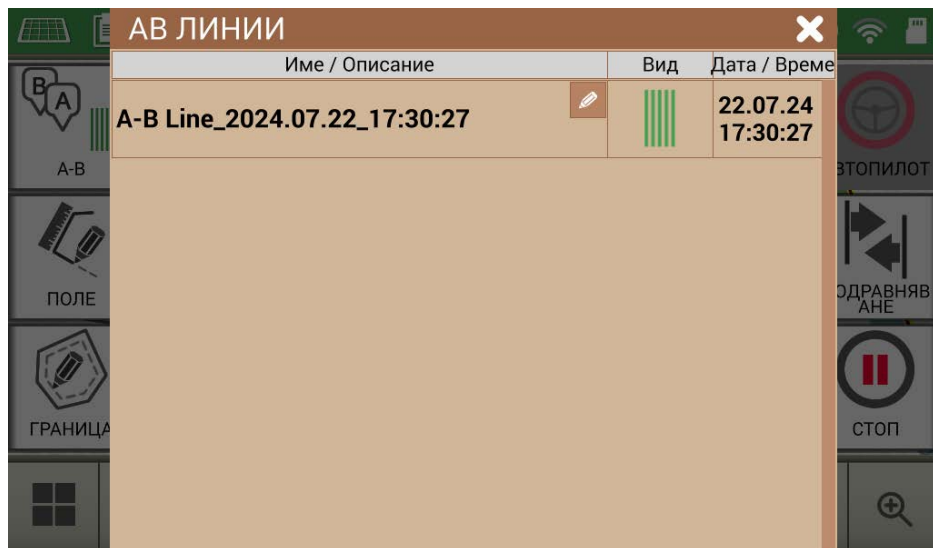 АВ ЛИНИИ
Име / Описание
Вид
Дата / Време
A-B Line_2024.07.22_17:30:27
22.07.24
17:30:27
B
A
A-B
ПОЛЕ
ГРАНИЦА
ВТОПИЛОТ
ОДРАВНЯВ
АНЕ
СТОП